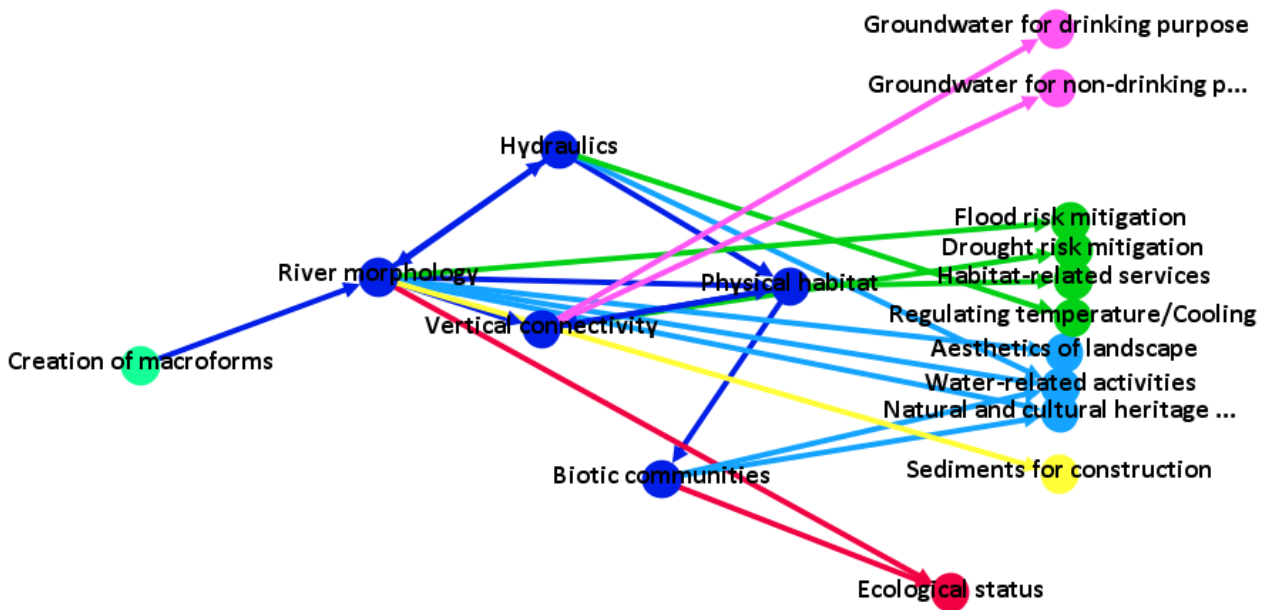 Groundwater for drinking purpose
Groundwater for non-drinking p...
Hydraulics
Flood risk mitigation
Drought risk mitigation
River morphology
Physical habitat
Habitat-related services
Regulating temperature/Cooling
Vertical connectivity
Aesthetics of landscape
Creation of macroforms
Water-related activities
Natural and cultural heritage ...
Sediments for construction
Biotic communities
Ecological status